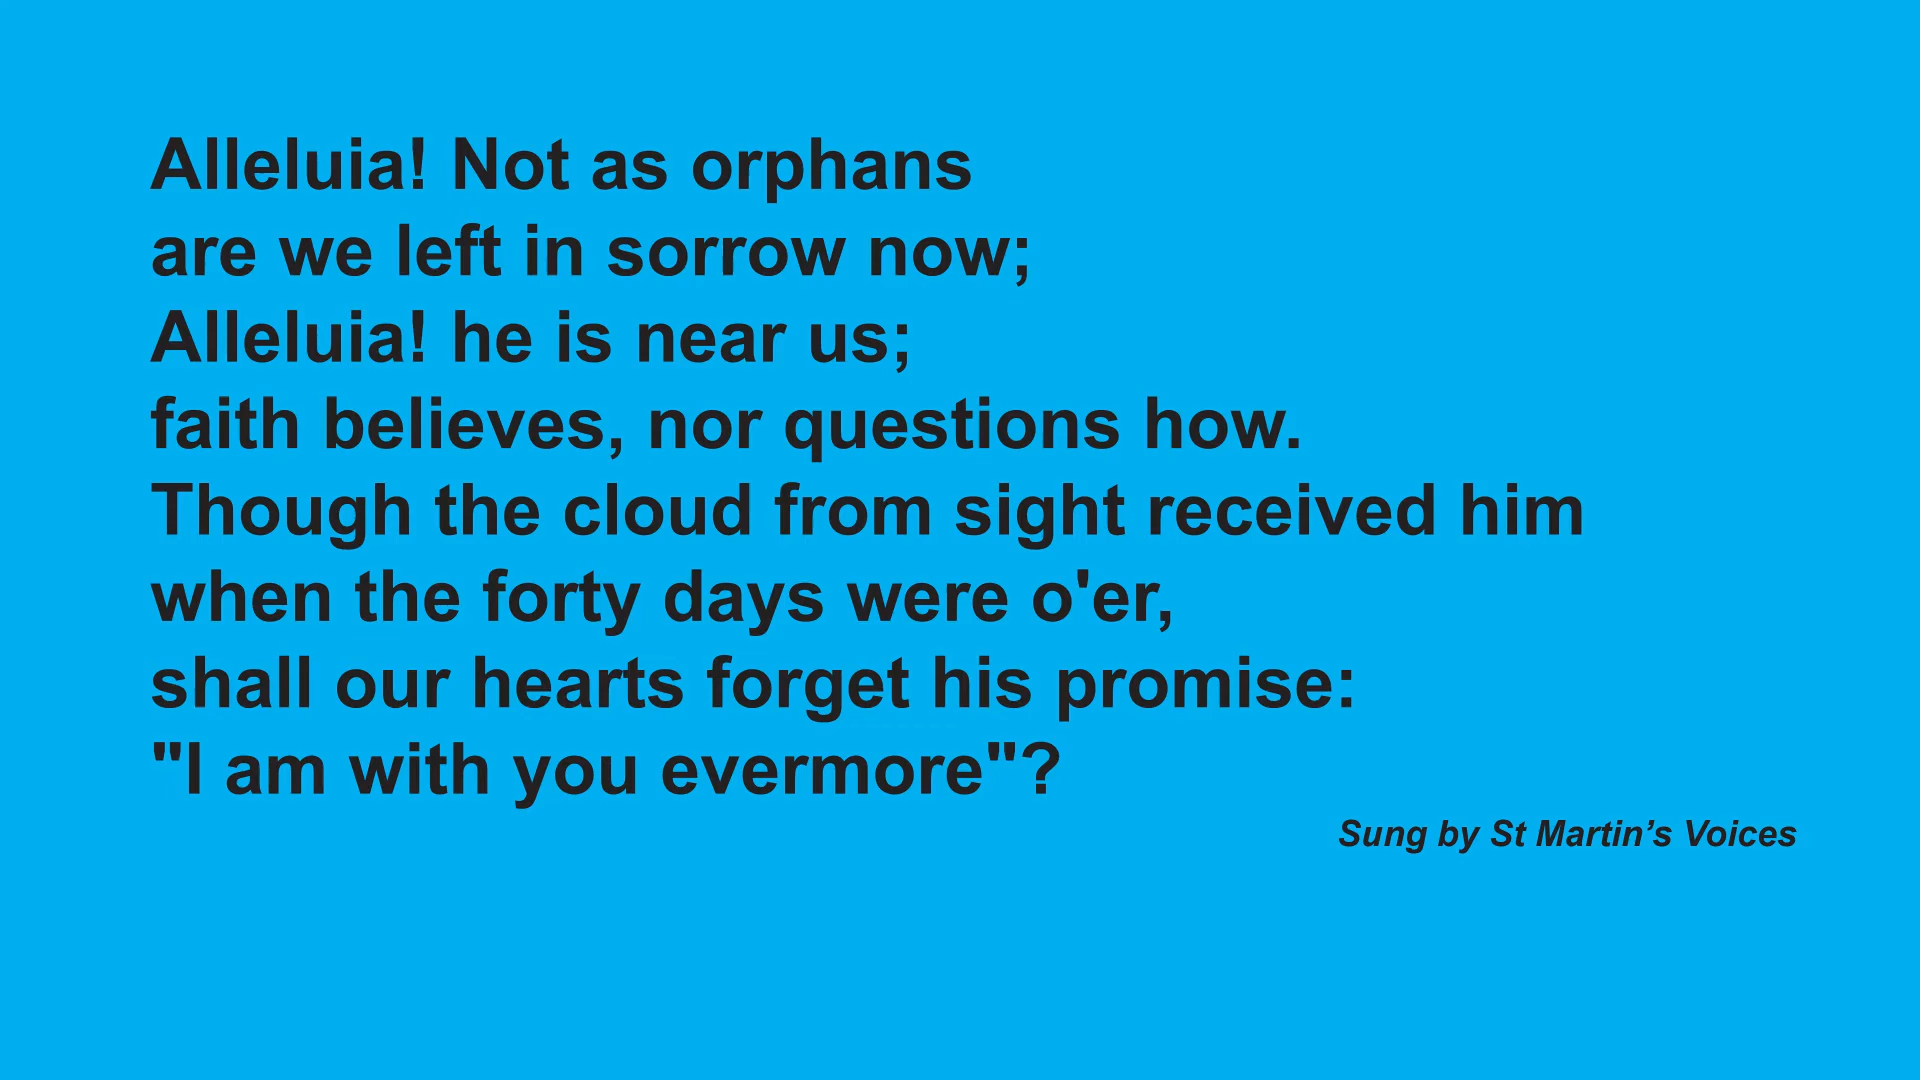 Alleluia! Not as orphans
are we left in sorrow now;
Alleluia! he is near us;
faith believes, nor questions how.
Though the cloud from sight received him
when the forty days were o'er,
shall our hearts forget his promise:
"I am with you evermore"?
Sung by St Martin’s Voices